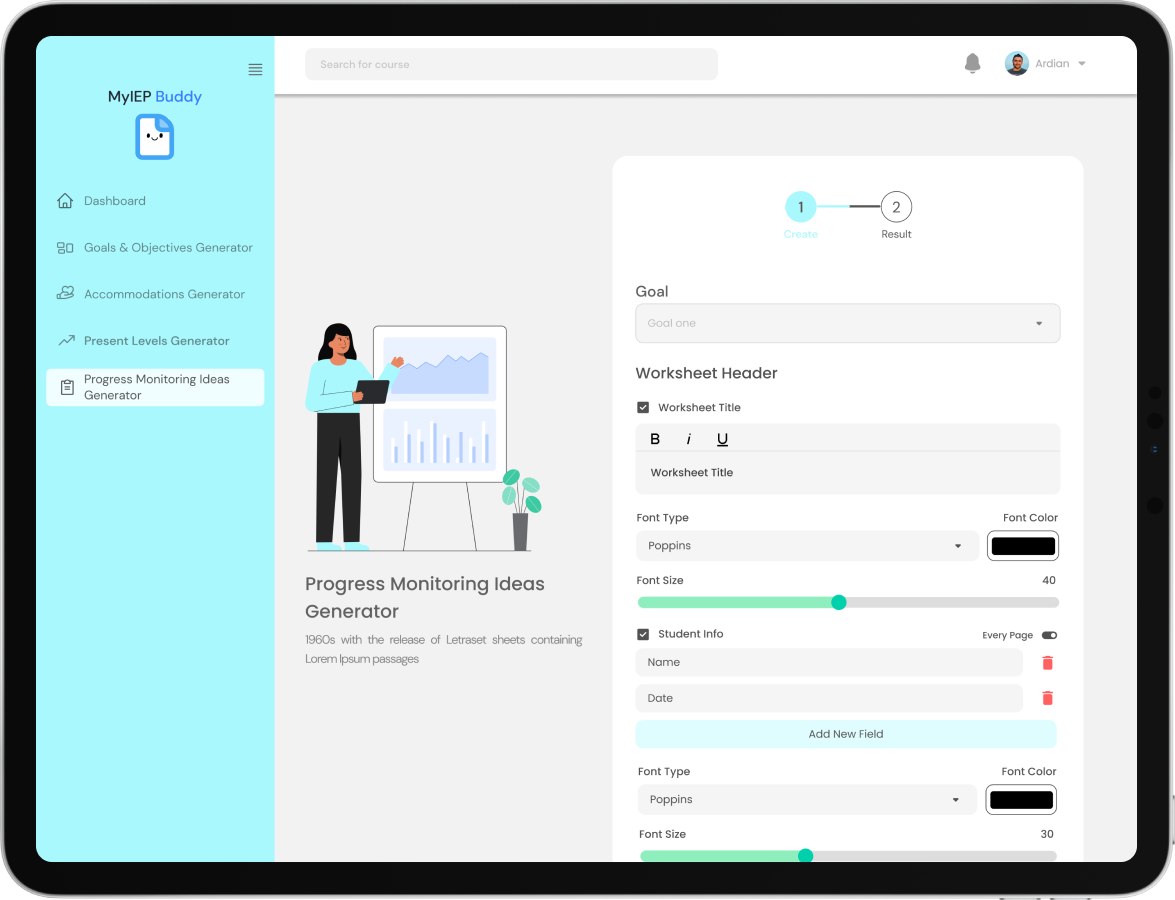 Search for course
Ardian
MyIEP Buddy
Dashboard
Goals & Objectives Generator
Accommodations Generator
Present Levels Generator
Progress Monitoring Ideas
Generator
Progress Monitoring Ideas
Generator
1960s with the release of Letraset sheets containing
Lorem Ipsum passages
1
2
Create
Result
Goal
Goal one
Worksheet Header
Worksheet Title
B i U
Worksheet Title
Font Type
Font Color
Poppins
Font Size
40
Student Info
Every Page
Name
Date
Add New Field
Font Type
Font Color
Poppins
Font Size
30